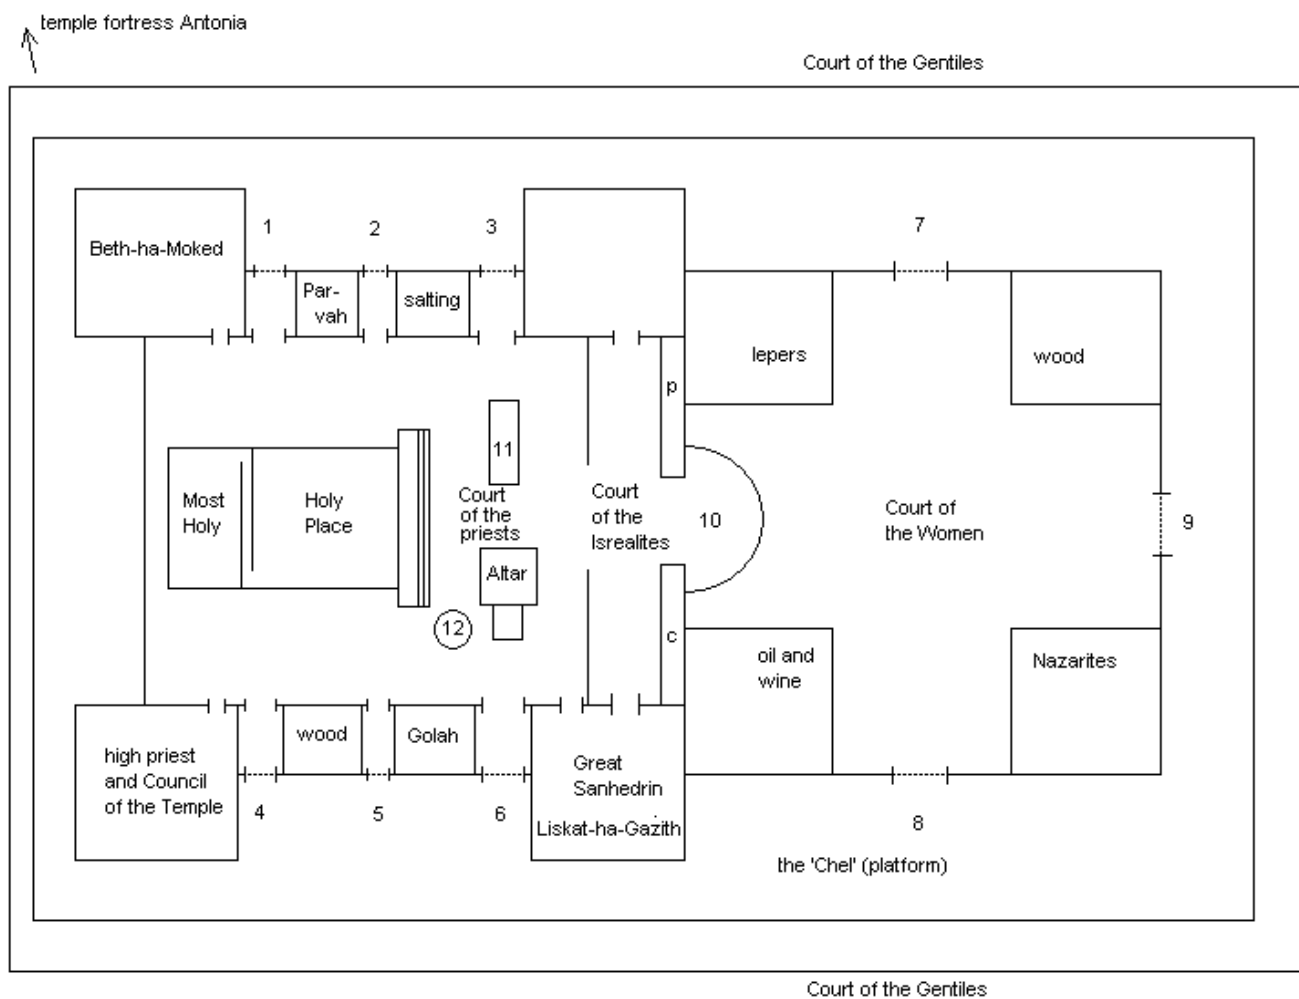 temple fortress Antonia
Court of the Gentiles
1
2
3
7
Beth-ha-Moked
Par-
vah
salting
lepers
wood
p
11
Most
Holy
Holy
Place
Court
of the
priests
Court
of the
Isrealites
10
Court of
the Women
9
Altar
12
c
oil and
wine
Nazarites
high priest
and Council
of the Temple
wood
Golah
Great
Sanhedrin
Liskat-ha-Gazith
4
5
6
8
the 'Chel' (platform)
Court of the Gentiles